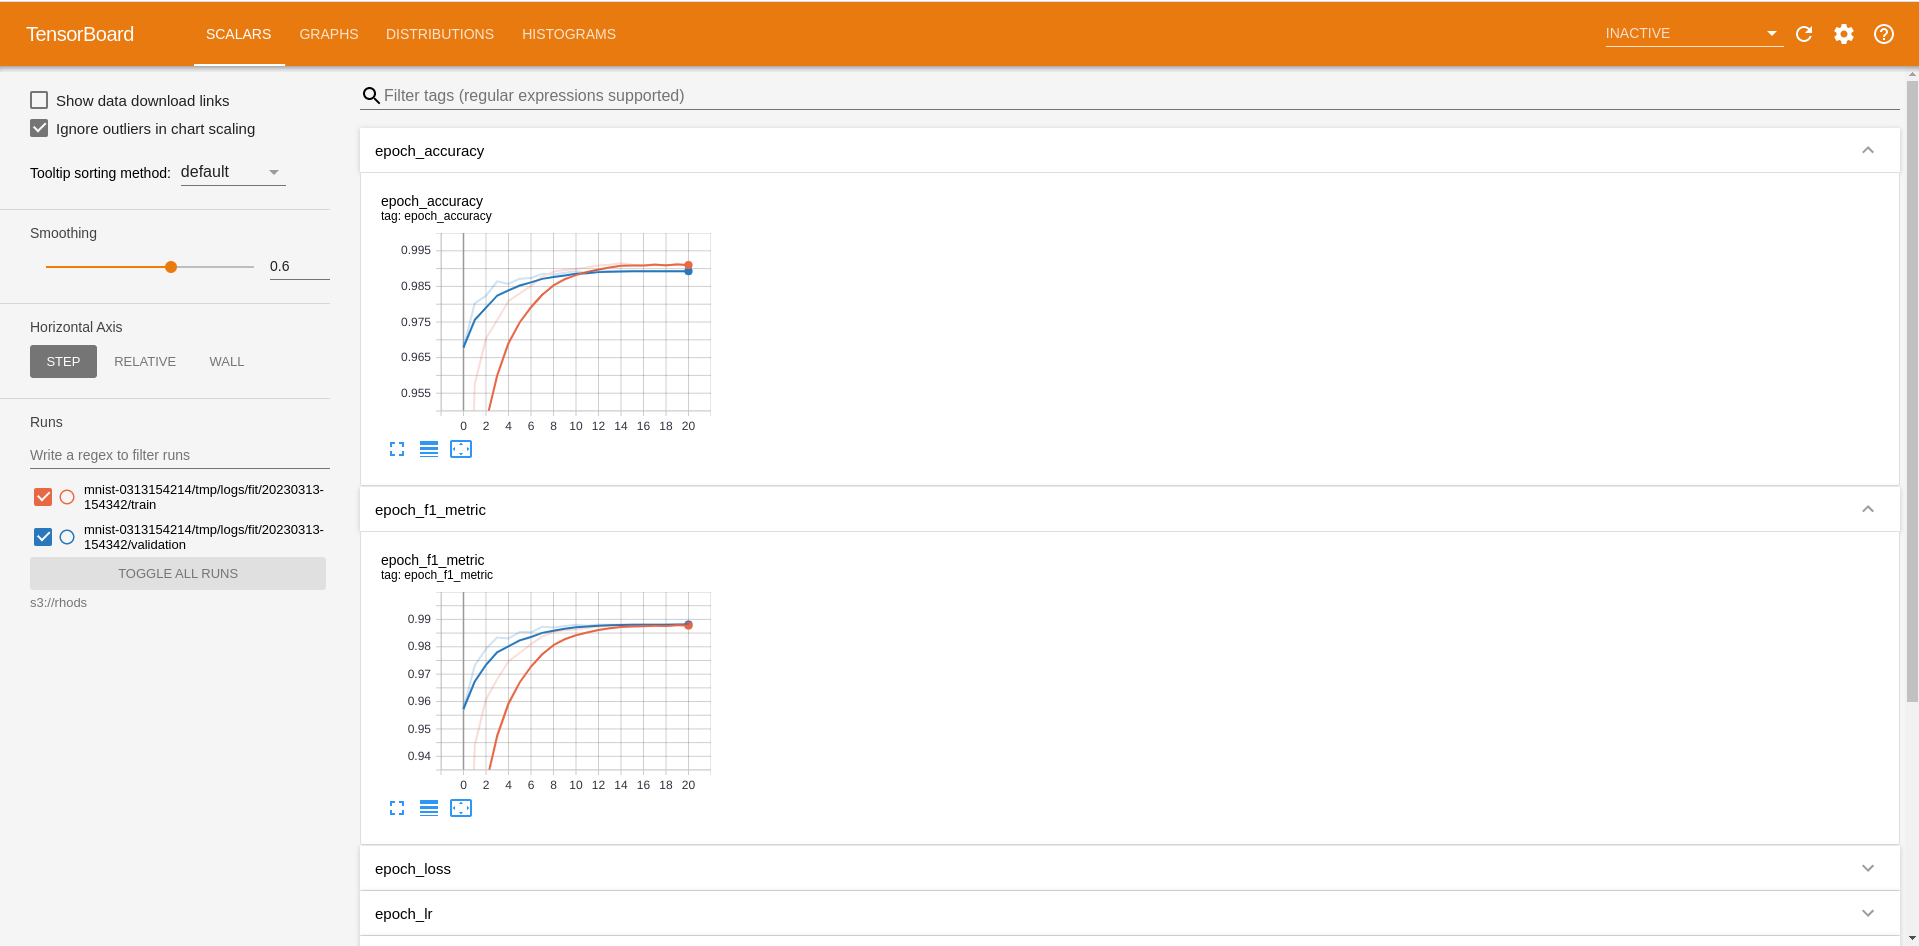 TensorBoard
SCALARS
GRAPHS
DISTRIBUTIONS
HISTOGRAMS
INACTIVE
Show data download links
Ignore outliers in chart scaling
Tooltip sorting method: default
Smoothing
0.6
Horizontal Axis
STEP
RELATIVE
WALL
Runs
Write a regex to filter runs
mnist-0313154214/tmp/logs/fit/20230313-
154342/train
mnist-0313154214/tmp/logs/fit/20230313-
154342/validation
TOGGLE ALL RUNS
s3://rhods
Filter tags (regular expressions supported)
epoch_accuracy
epoch_accuracy
tag: epoch_accuracy
0.995
0.985
0.975
0.965
0.955
0 2 4 6 8 10 12 14 16 18 20
epoch_f1_metric
epoch_f1_metric
tag: epoch_f1_metric
0.99
0.98
0.97
0.96
0.95
0.94
0 2 4 6 8 10 12 14 16 18 20
epoch_loss
epoch_lr